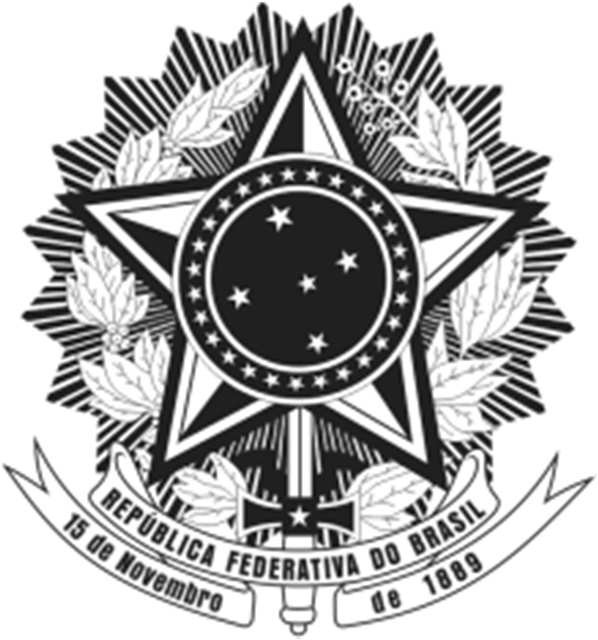 REPÚBLICA FEDERATIVA DO BRASIL
15 de Novembro de 1889